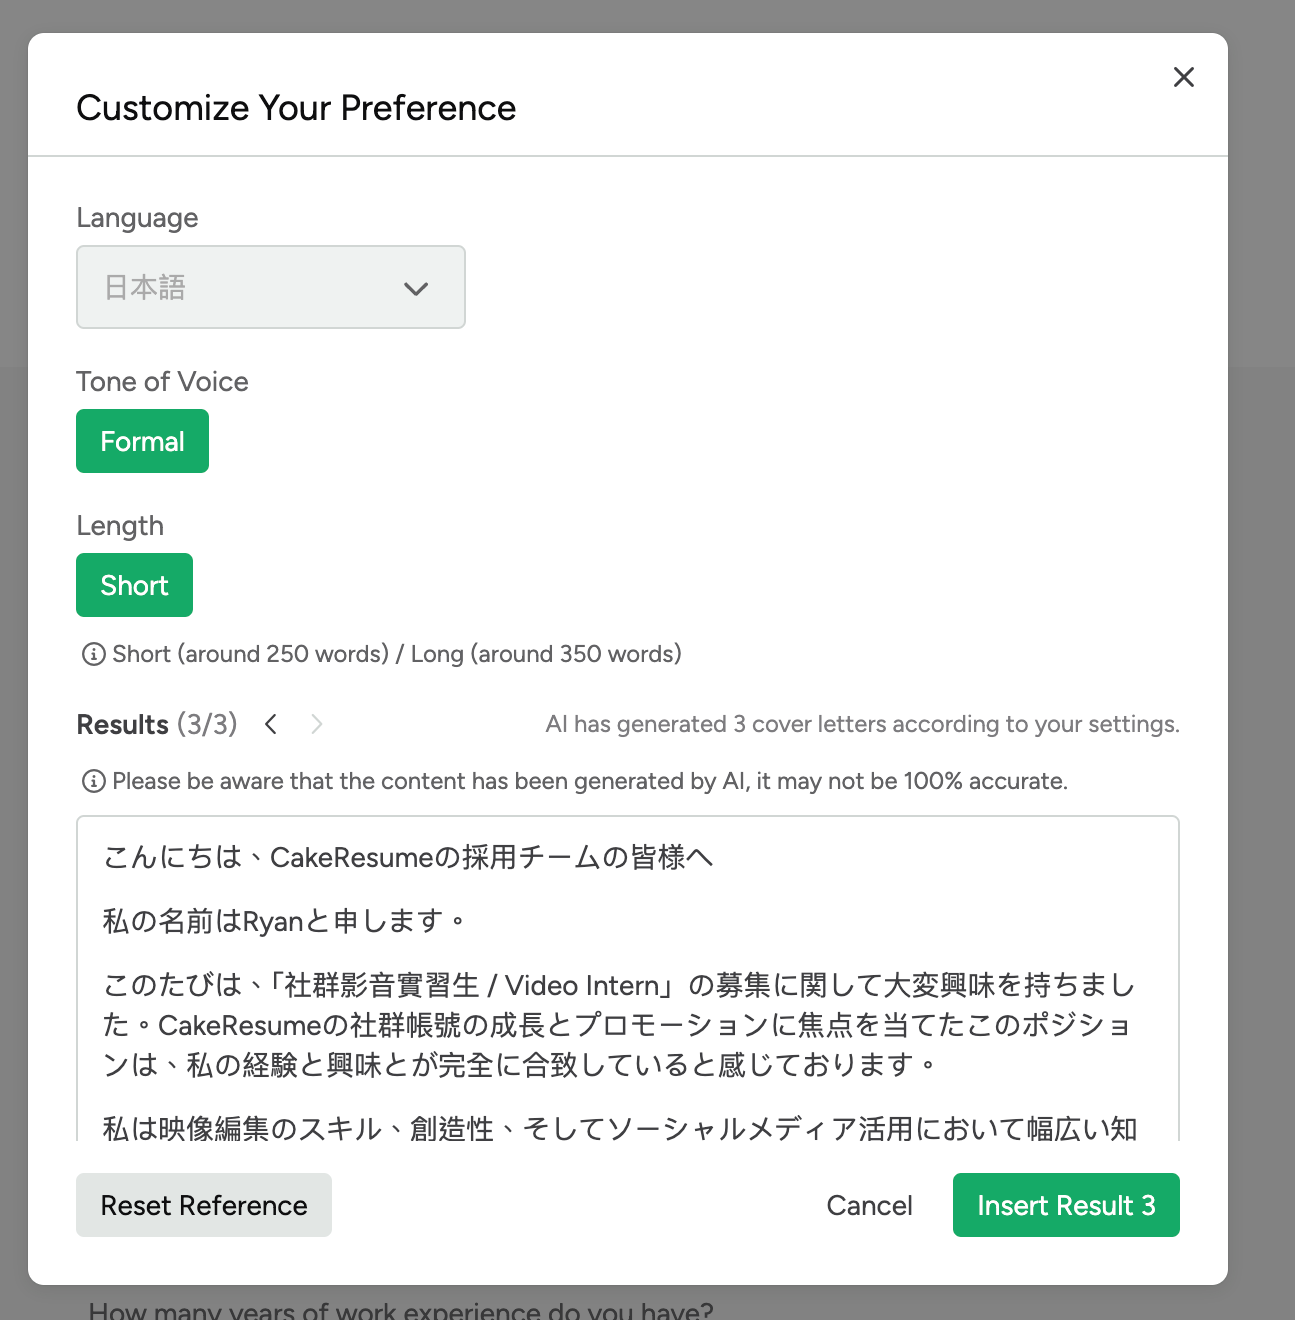 Customize Your Preference
Language
日本語
Tone of Voice
Formal
Length
Short
Short (around 250 words) / Long (around 350 words)
Results (3/3)
AI has generated 3 cover letters according to your settings.
Please be aware that the content has been generated by AI, it may not be 100% accurate.
こんにちは、CakeResumeの採用チームの皆様へ
私の名前はRyanと申します。
このたびは、「社群影音實習生 / Video Intern」の募集に関して大変興味を持ちまし
た。CakeResumeの社群帳號の成長とプロモーションに焦点を当てたこのポジショ
ンは、私の経験と興味とが完全に合致していると感じております。
私は映像編集のスキル、創造性、そしてソーシャルメディア活用において幅広い知
Reset Reference
Cancel
Insert Result 3
How many years of work experience do you have?